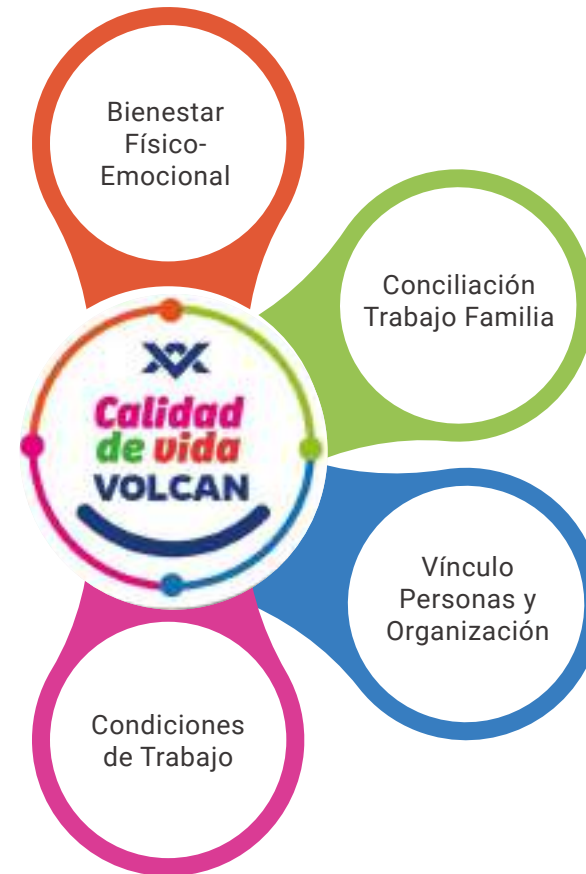 Bienestar
Físico-
Emocional
Conciliación
Trabajo Familia
Calidad
de vida
VOLCAN
Vínculo
Personas y
Organización
Condiciones
de Trabajo